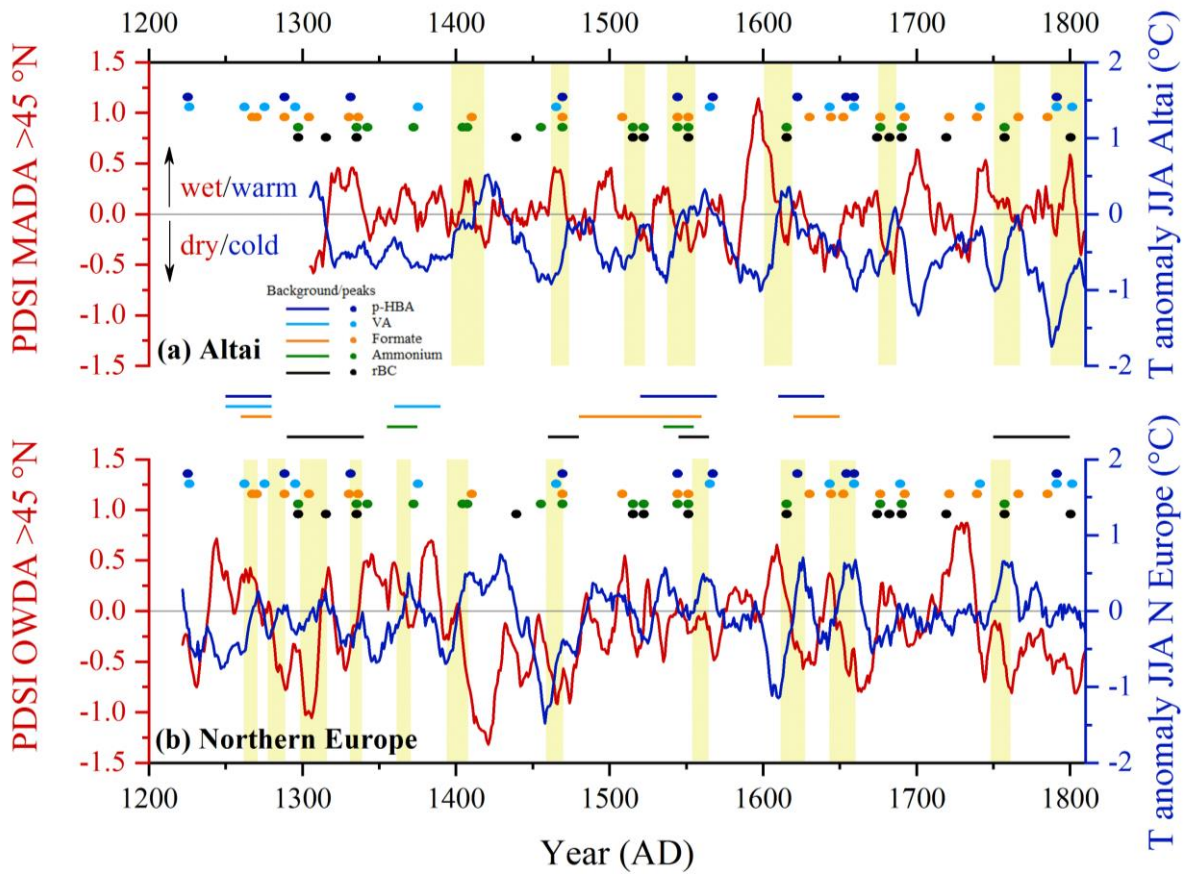 1200 1300 1400 1500 1600 1700 1800
PDSI MADA >45 °N
1.5
1.0
0.5
0.0
-0.5
-1.0
-1.5
wet/warm
dry/cold
Background/peaks
p-HBA
VA
Formate
Ammonium
rBC
(a) Altai
2
1
0
-1
-2
T anomaly JJA Altai (°C)
PDSI OWDA >45 °N
1.5
1.0
0.5
0.0
-0.5
-1.0
-1.5
(b) Northern Europe
2
1
0
-1
-2
T anomaly JJA N Europe (°C)
1200 1300 1400 1500 1600 1700 1800
Year (AD)